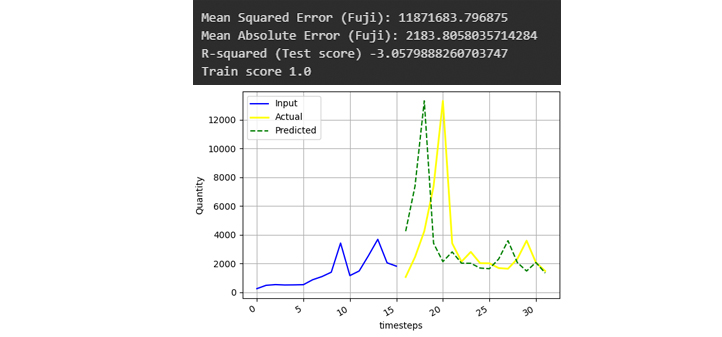 Mean Squared Error (Fuji): 11871683.796875
Mean Absolute Error (Fuji): 2183.8058035714284
R-squared (Test score) -3.0579888260703747
Train score 1.0
Input
Actual
Predicted
12000
10000
8000
6000
4000
2000
0
Quantity
0 5 10 15 20 25 30
timesteps